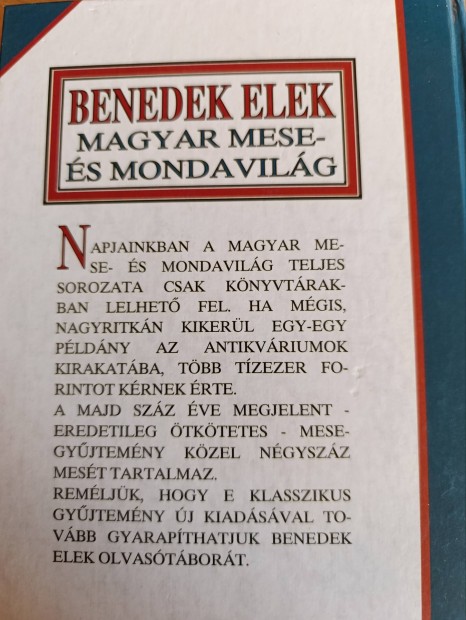 BENEDEK ELEK
MAGYAR MESE-
ÉS MONDAVILÁG
NAPJAINKBAN A MAGYAR ME-
SE- ÉS MONDAVILÁG TELJES
SOROZATA CSAK KÖNYVTÁRAK-
BAN LELHETŐ FEL. HA MÉGIS,
NAGYRITKÁN KIKERÜL EGY-EGY
PÉLDÁNY AZ ANTIKVÁRIUMOK
KIRAKATÁBA, TÖBB TÍZEZER FO-
RINTOT KÉRNEK ÉRTE.
A MAJD SZÁZ ÉVE MEGJELENT -
EREDETILEG ÖTKÖTETES - MESE-
GYŰJTEMÉNY KÖZEL NÉGYSZÁZ
MESÉT TARTALMAZ.
REMÉLJÜK, HOGY E KLASSZIKUS
GYŰJTEMÉNY ÚJ KIADÁSÁVAL TO-
VÁBB GYARAPÍTHATJUK BENEDEK
ELEK OLVASÓTÁBORÁT.